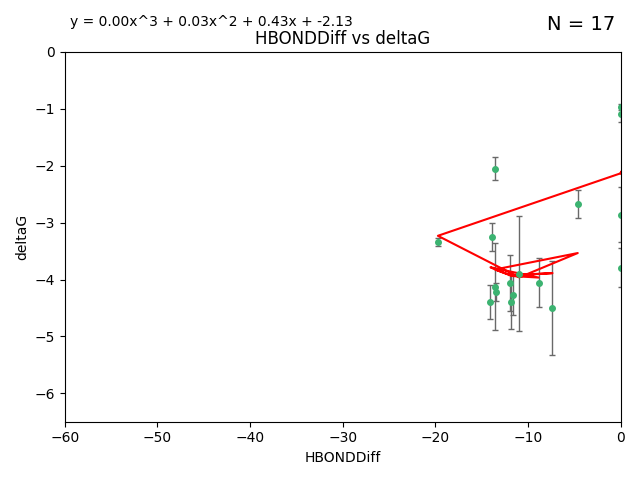 y = 0.00x^3 + 0.03x^2 + 0.43x + -2.13
N = 17
HBONDDiff vs deltaG
0
−1
−2
−3
−4
−5
−6
deltaG
−60
−50
−40
−30
−20
−10
0
HBONDDiff